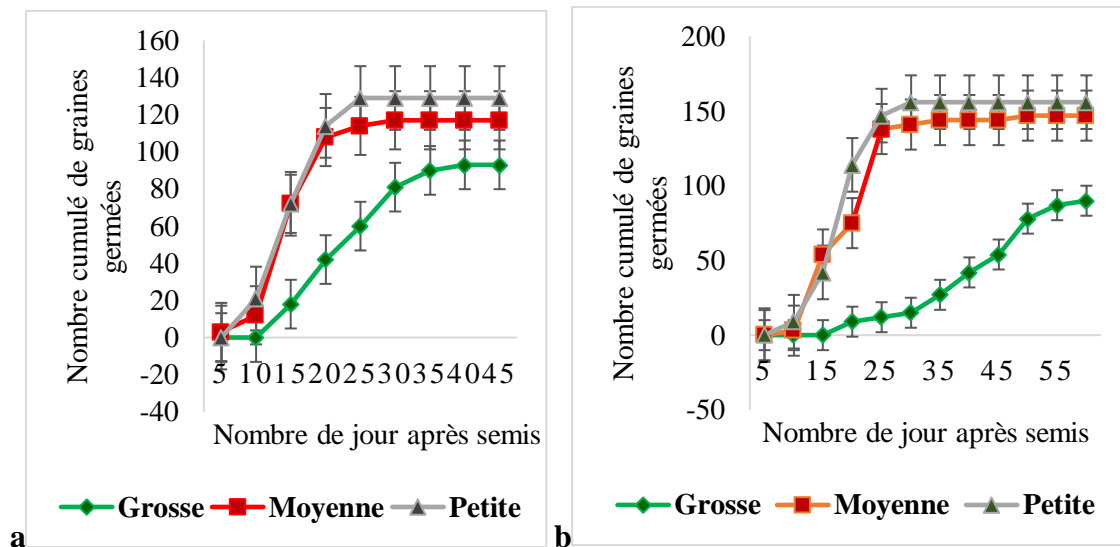 160
140
120
100
80
60
40
20
0
-20
-40
Nombre cumulé de graines
germées
5 10 15 20 25 30 35 40 45
Nombre de jour après semis
Grosse Moyenne Petite
a
200
150
100
50
0
-50
Nombre cumulé de graines
germées
5 15 25 35 45 55
Nombre de jour après semis
Grosse Moyenne Petite
b